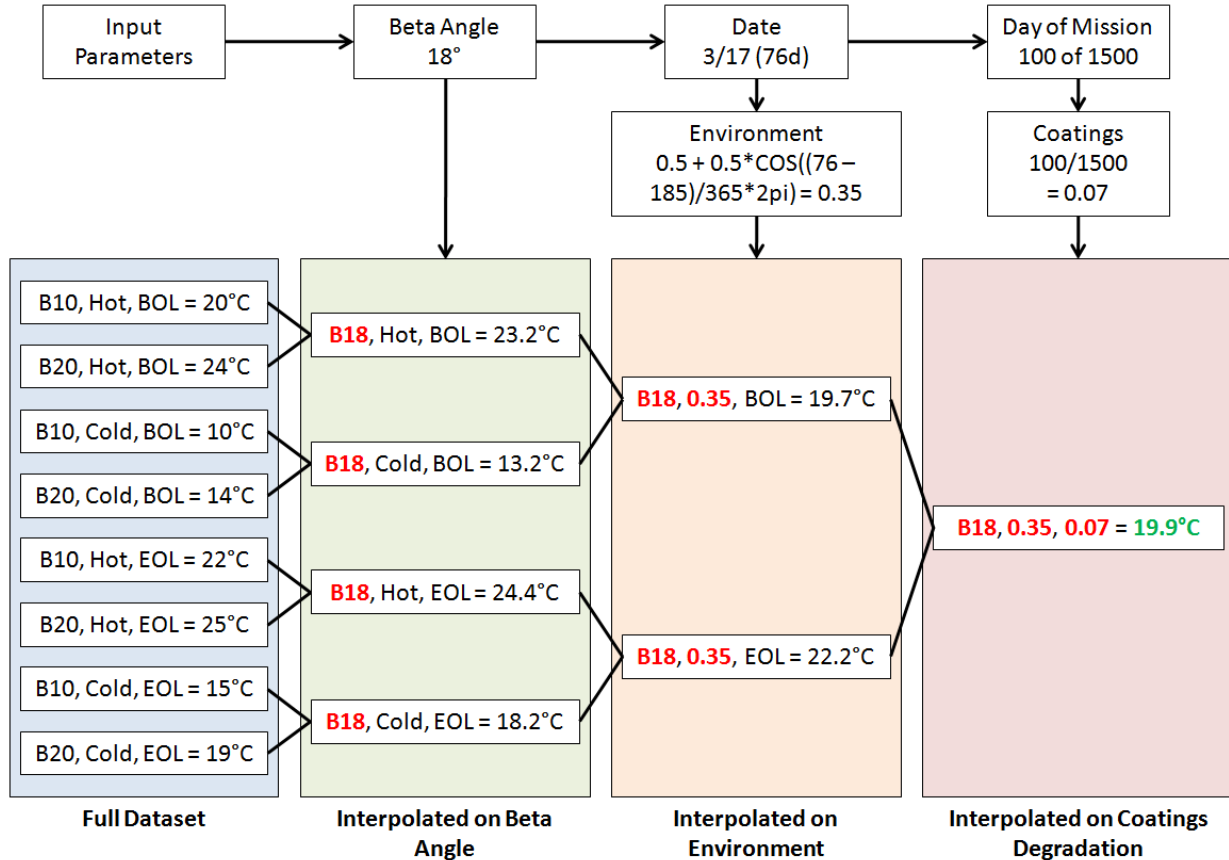 Input
Parameters
Beta Angle
18°
Date
3/17 (76d)
Day of Mission
100 of 1500
Environment
0.5 + 0.5*COS((76 –
185)/365*2pi) = 0.35
Coatings
100/1500
= 0.07
B10, Hot, BOL = 20°C
B20, Hot, BOL = 24°C
B10, Cold, BOL = 10°C
B20, Cold, BOL = 14°C
B10, Hot, EOL = 22°C
B20, Hot, EOL = 25°C
B10, Cold, EOL = 15°C
B20, Cold, EOL = 19°C
Full Dataset
B18, Hot, BOL = 23.2°C
B18, Cold, BOL = 13.2°C
B18, Hot, EOL = 24.4°C
B18, Cold, EOL = 18.2°C
Interpolated on Beta
Angle
B18, 0.35, BOL = 19.7°C
B18, 0.35, EOL = 22.2°C
Interpolated on
Environment
B18, 0.35, 0.07 = 19.9°C
Interpolated on Coatings
Degradation